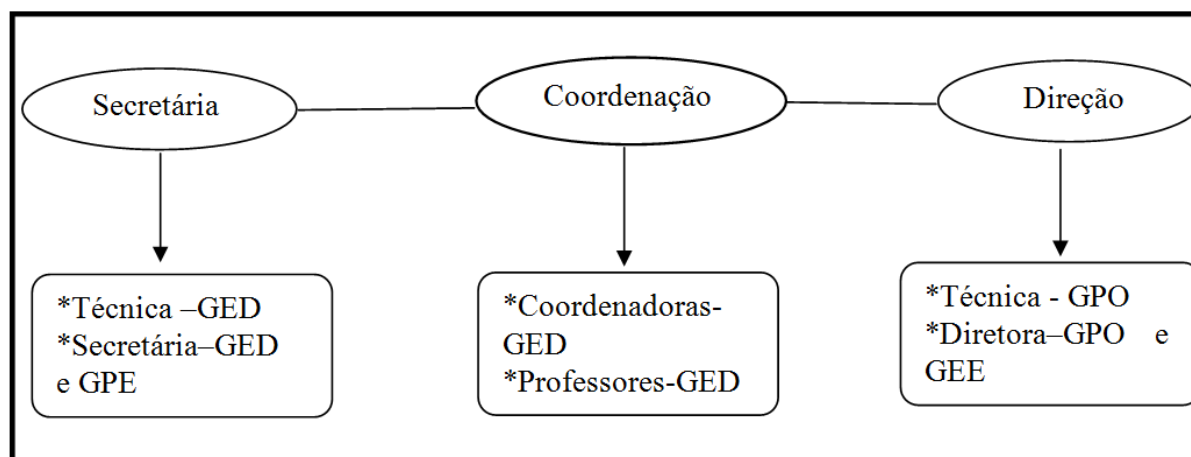 Secretária
Coordenação
Direção
*Técnica –GED
*Secretária–GED
e GPE
*Coordenadoras-
GED
*Professores-GED
*Técnica - GPO
*Diretora–GPO e
GEE